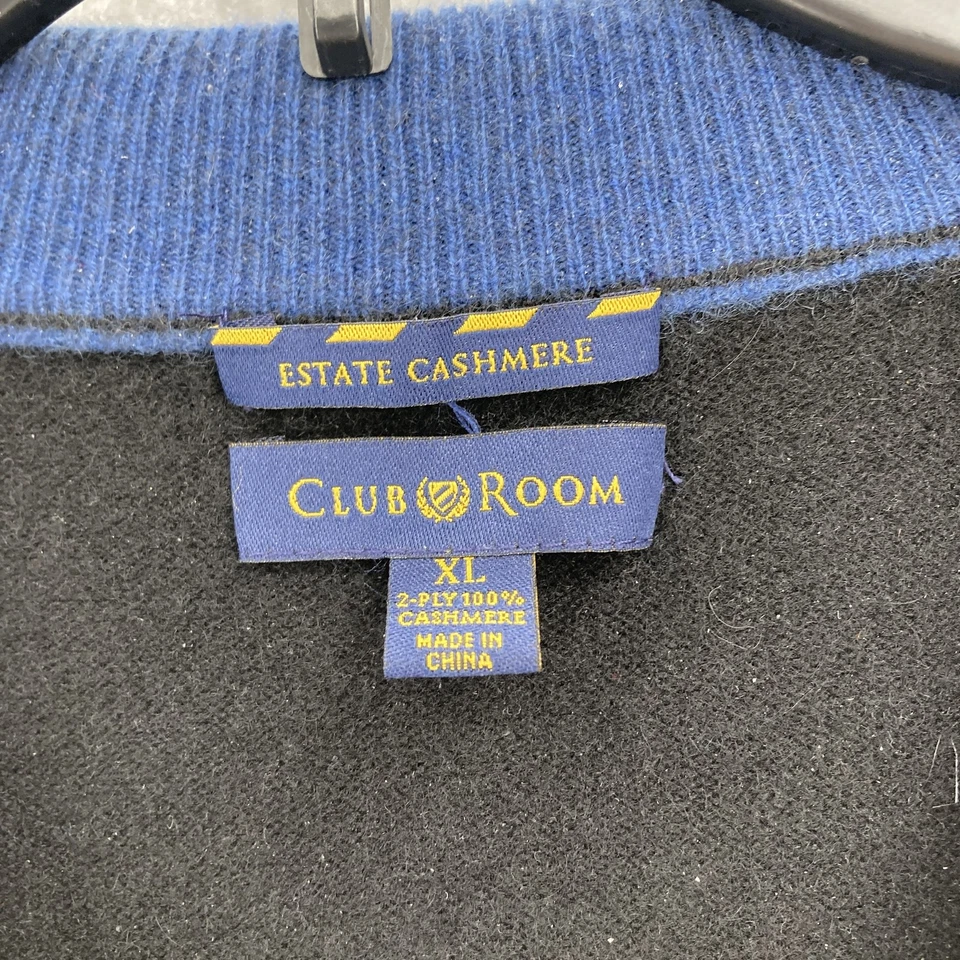 ESTATE CASHMERE
CLUB ROOM
XL
2-PLY 100%
CASHMERE
MADE IN
CHINA